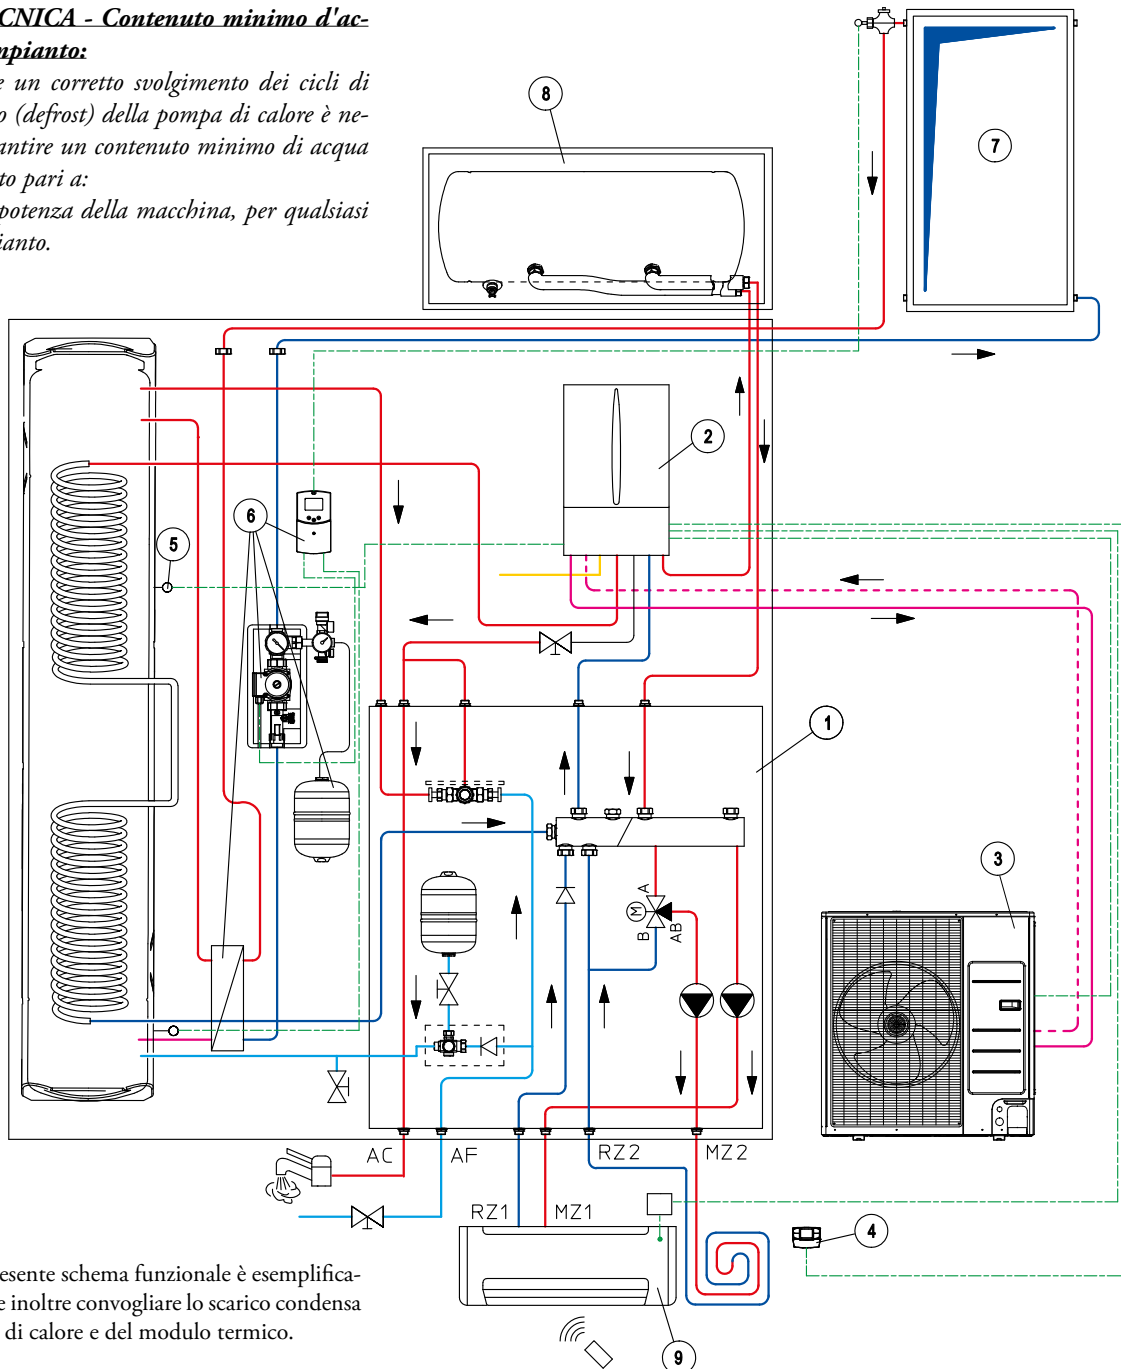 CNICA - Contenuto minimo d'ac-
mpianto:
e un corretto svolgimento dei cicli di
o (defrost) della pompa di calore è ne-
antire un contenuto minimo di acqua
to pari a:
potenza della macchina, per qualsiasi
ianto.
8
7
2
6
5
1
3
A
M
B
AB
AC
AF
RZ2
MZ2
RZ1
MZ1
4
9
esente schema funzionale è esemplifica-
e inoltre convogliare lo scarico condensa
di calore e del modulo termico.